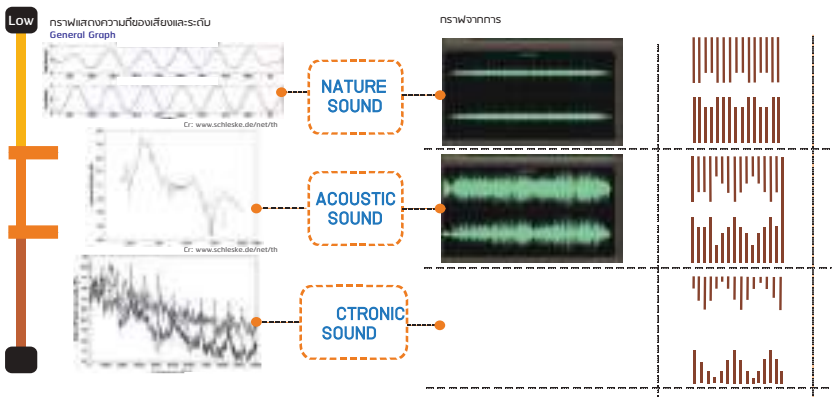 Low
กราฟแสดงความถี่ของเสียงและระดับ
General Graph
กราฟจากการ
NATURE
SOUND
Cr: www.schleske.de/net/th
ACOUSTIC
SOUND
Cr: www.schleske.de/net/th
CTRONIC
SOUND